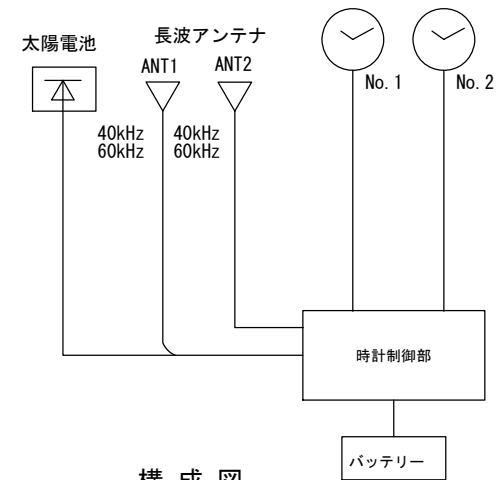 太陽電池
長波アンテナ
ANT1
ANT2
No. 1
No. 2
40kHz
60kHz
40kHz
60kHz
時計制御部
バッテリー
構 成 図